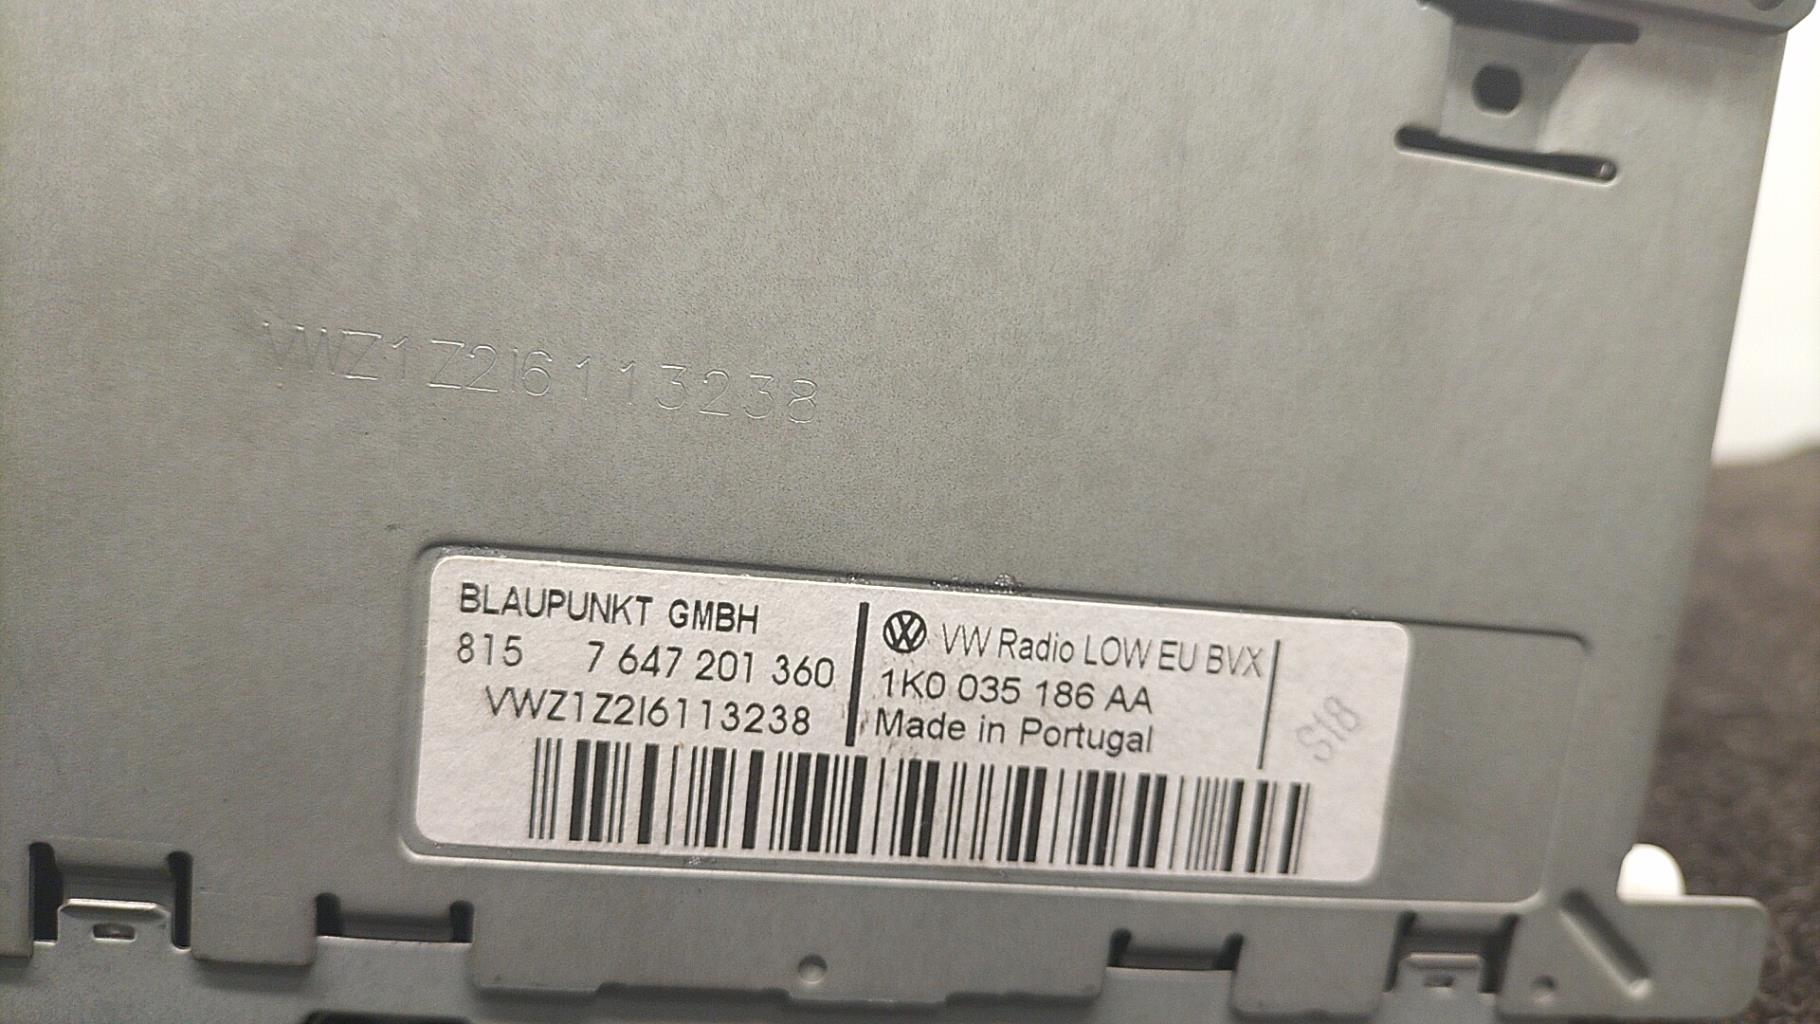 VWZ1Z2I6113238
BLAUPUNKT GMBH
815 7 647 201 360
VWZ1Z2I6113238
VW Radio LOW EU BVX
1K0 035 186 AA
Made in Portugal
S18